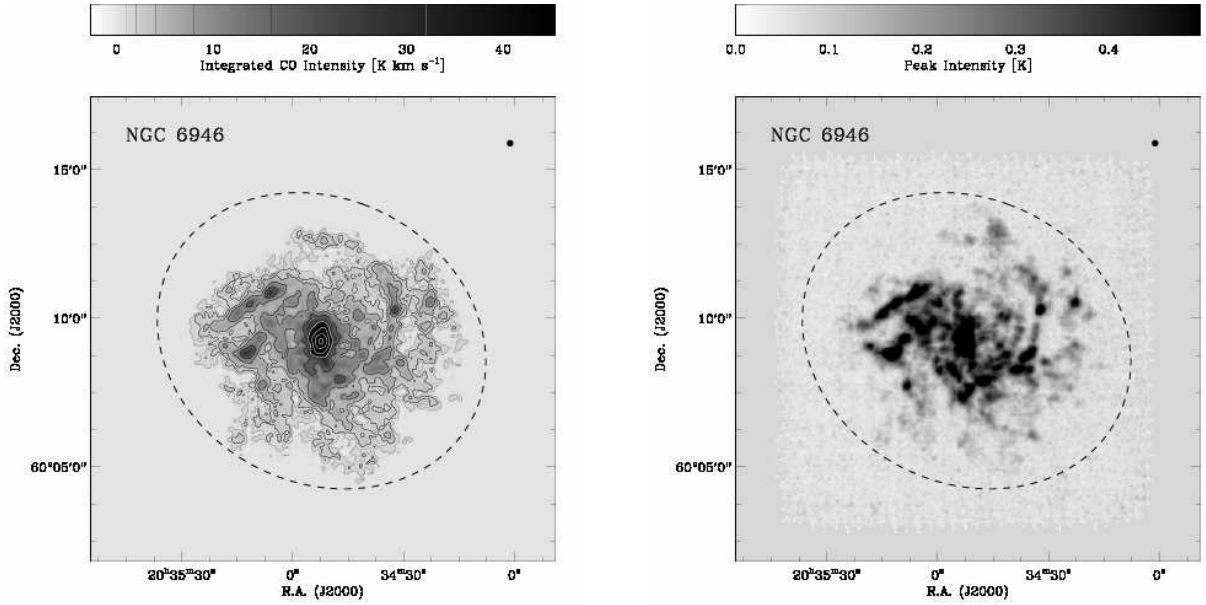 0 10 20 30 40
Integrated CO Intensity [K km s⁻¹]
NGC 6946
15'0"
10'0"
60°05'0"
Dec. (J2000)
20ʰ35ᵐ30ˢ 0ˢ 34ᵐ30ˢ 0ˢ
R.A. (J2000)
0.0 0.1 0.2 0.3 0.4
Peak Intensity [K]
NGC 6946
15'0"
10'0"
60°05'0"
Dec. (J2000)
20ʰ35ᵐ30ˢ 0ˢ 34ᵐ30ˢ 0ˢ
R.A. (J2000)